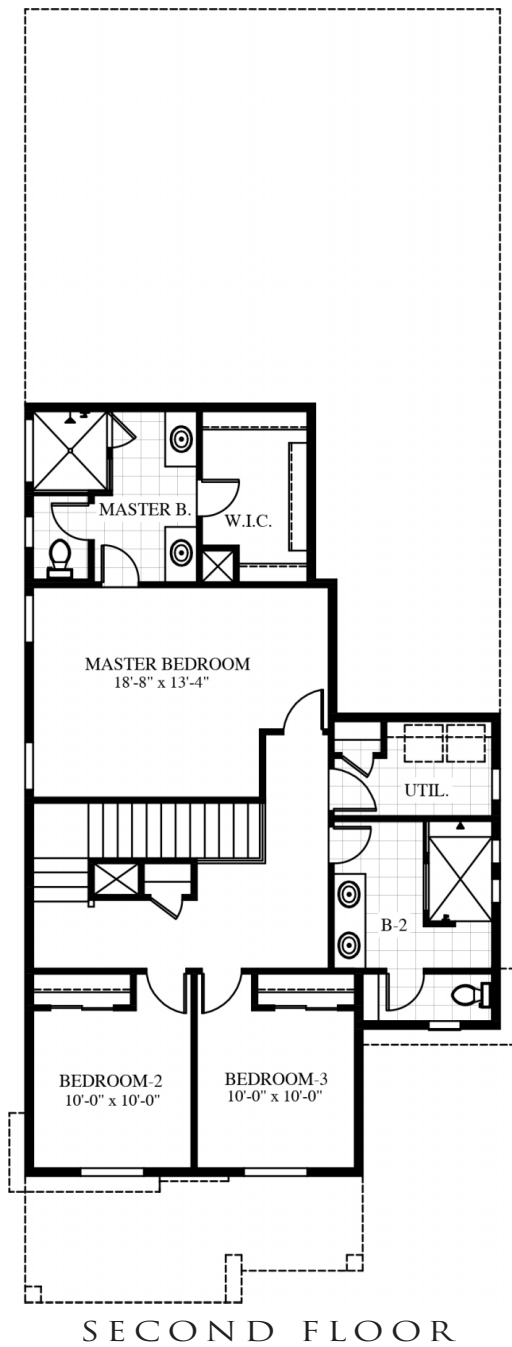 MASTER B.
W.I.C.
MASTER BEDROOM
18'-8" x 13'-4"
UTIL.
B-2
BEDROOM-2
10'-0" x 10'-0"
BEDROOM-3
10'-0" x 10'-0"
SECOND FLOOR